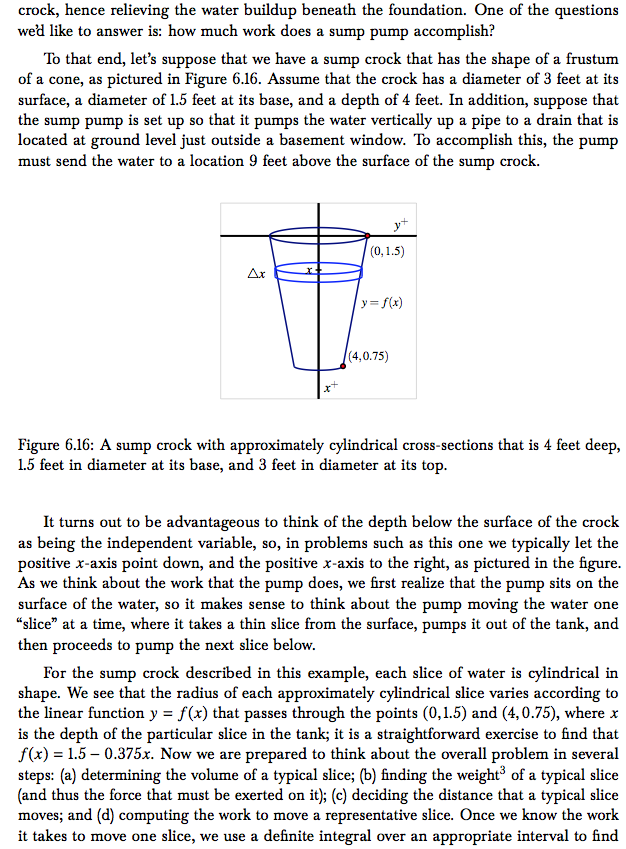 crock, hence relieving the water buildup beneath the foundation. One of the questions
we'd like to answer is: how much work does a sump pump accomplish?
To that end, let's suppose that we have a sump crock that has the shape of a frustum
of a cone, as pictured in Figure 6.16. Assume that the crock has a diameter of 3 feet at its
surface, a diameter of 1.5 feet at its base, and a depth of 4 feet. In addition, suppose that
the sump pump is set up so that it pumps the water vertically up a pipe to a drain that is
located at ground level just outside a basement window. To accomplish this, the pump
must send the water to a location 9 feet above the surface of the sump crock.
y+
(0,1.5)
Δx
x
y = f(x)
(4,0.75)
x+
Figure 6.16: A sump crock with approximately cylindrical cross-sections that is 4 feet deep,
1.5 feet in diameter at its base, and 3 feet in diameter at its top.
It turns out to be advantageous to think of the depth below the surface of the crock
as being the independent variable, so, in problems such as this one we typically let the
positive x-axis point down, and the positive x-axis to the right, as pictured in the figure.
As we think about the work that the pump does, we first realize that the pump sits on the
surface of the water, so it makes sense to think about the pump moving the water one
“slice” at a time, where it takes a thin slice from the surface, pumps it out of the tank, and
then proceeds to pump the next slice below.
For the sump crock described in this example, each slice of water is cylindrical in
shape. We see that the radius of each approximately cylindrical slice varies according to
the linear function y = f(x) that passes through the points (0,1.5) and (4,0.75), where x
is the depth of the particular slice in the tank; it is a straightforward exercise to find that
f(x) = 1.5 − 0.375x. Now we are prepared to think about the overall problem in several
steps: (a) determining the volume of a typical slice; (b) finding the weight³ of a typical slice
(and thus the force that must be exerted on it); (c) deciding the distance that a typical slice
moves; and (d) computing the work to move a representative slice. Once we know the work
it takes to move one slice, we use a definite integral over an appropriate interval to find